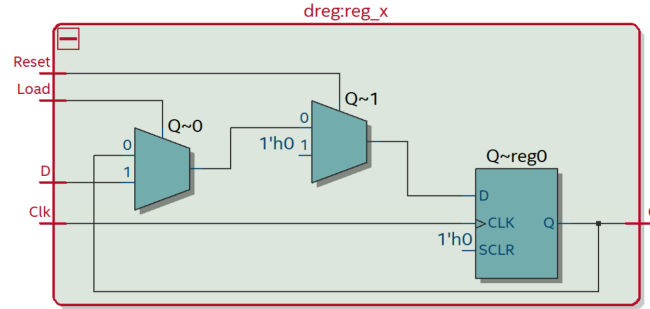 dreg:reg_x
Reset
Load
Q~1
Q~0
0
1'h0 1
0
1
D
Clk
Q~reg0
D
CLK
Q
1'h0
SCLR